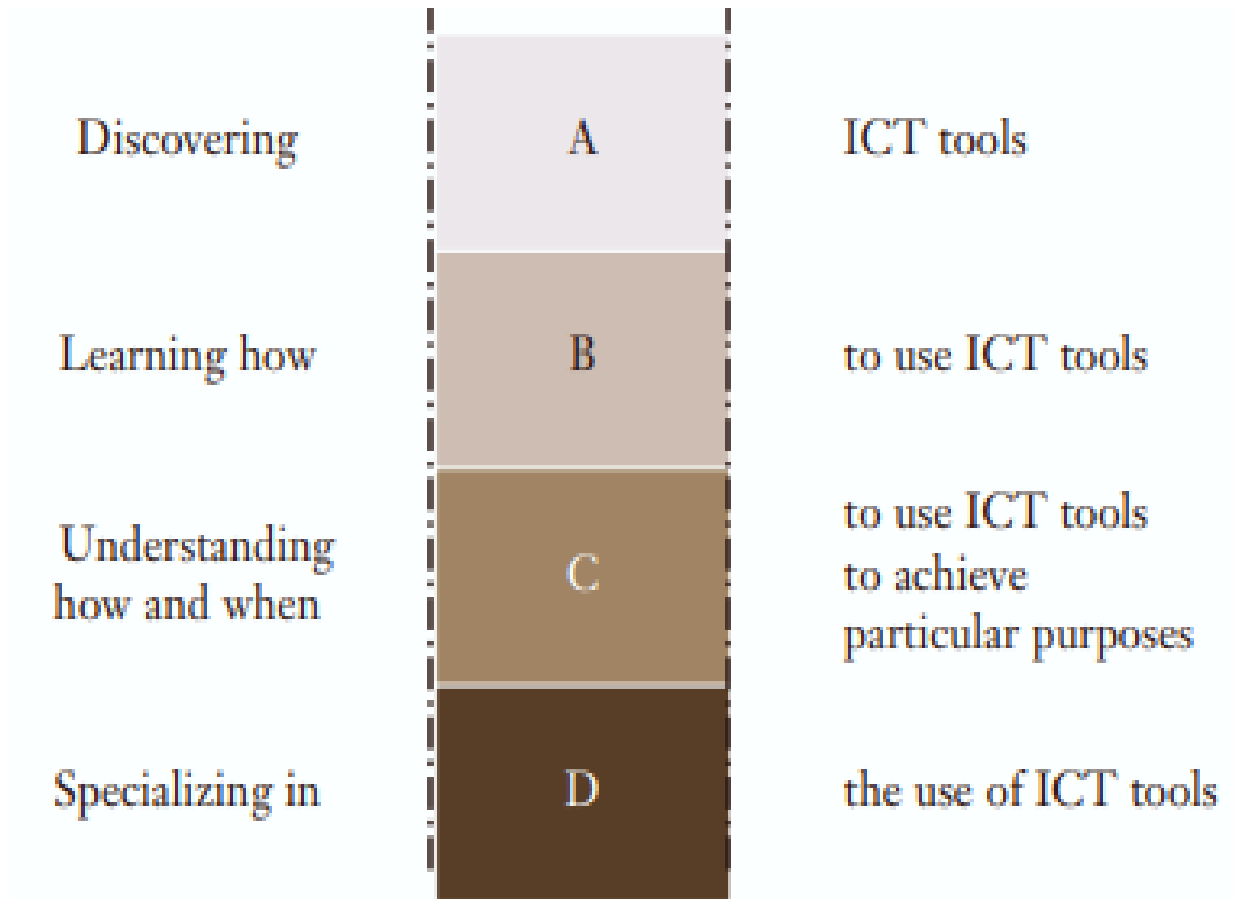 Discovering A ICT tools
Learning how B to use ICT tools
Understanding
how and when
C
to use ICT tools
to achieve
particular purposes
Specializing in D the use of ICT tools